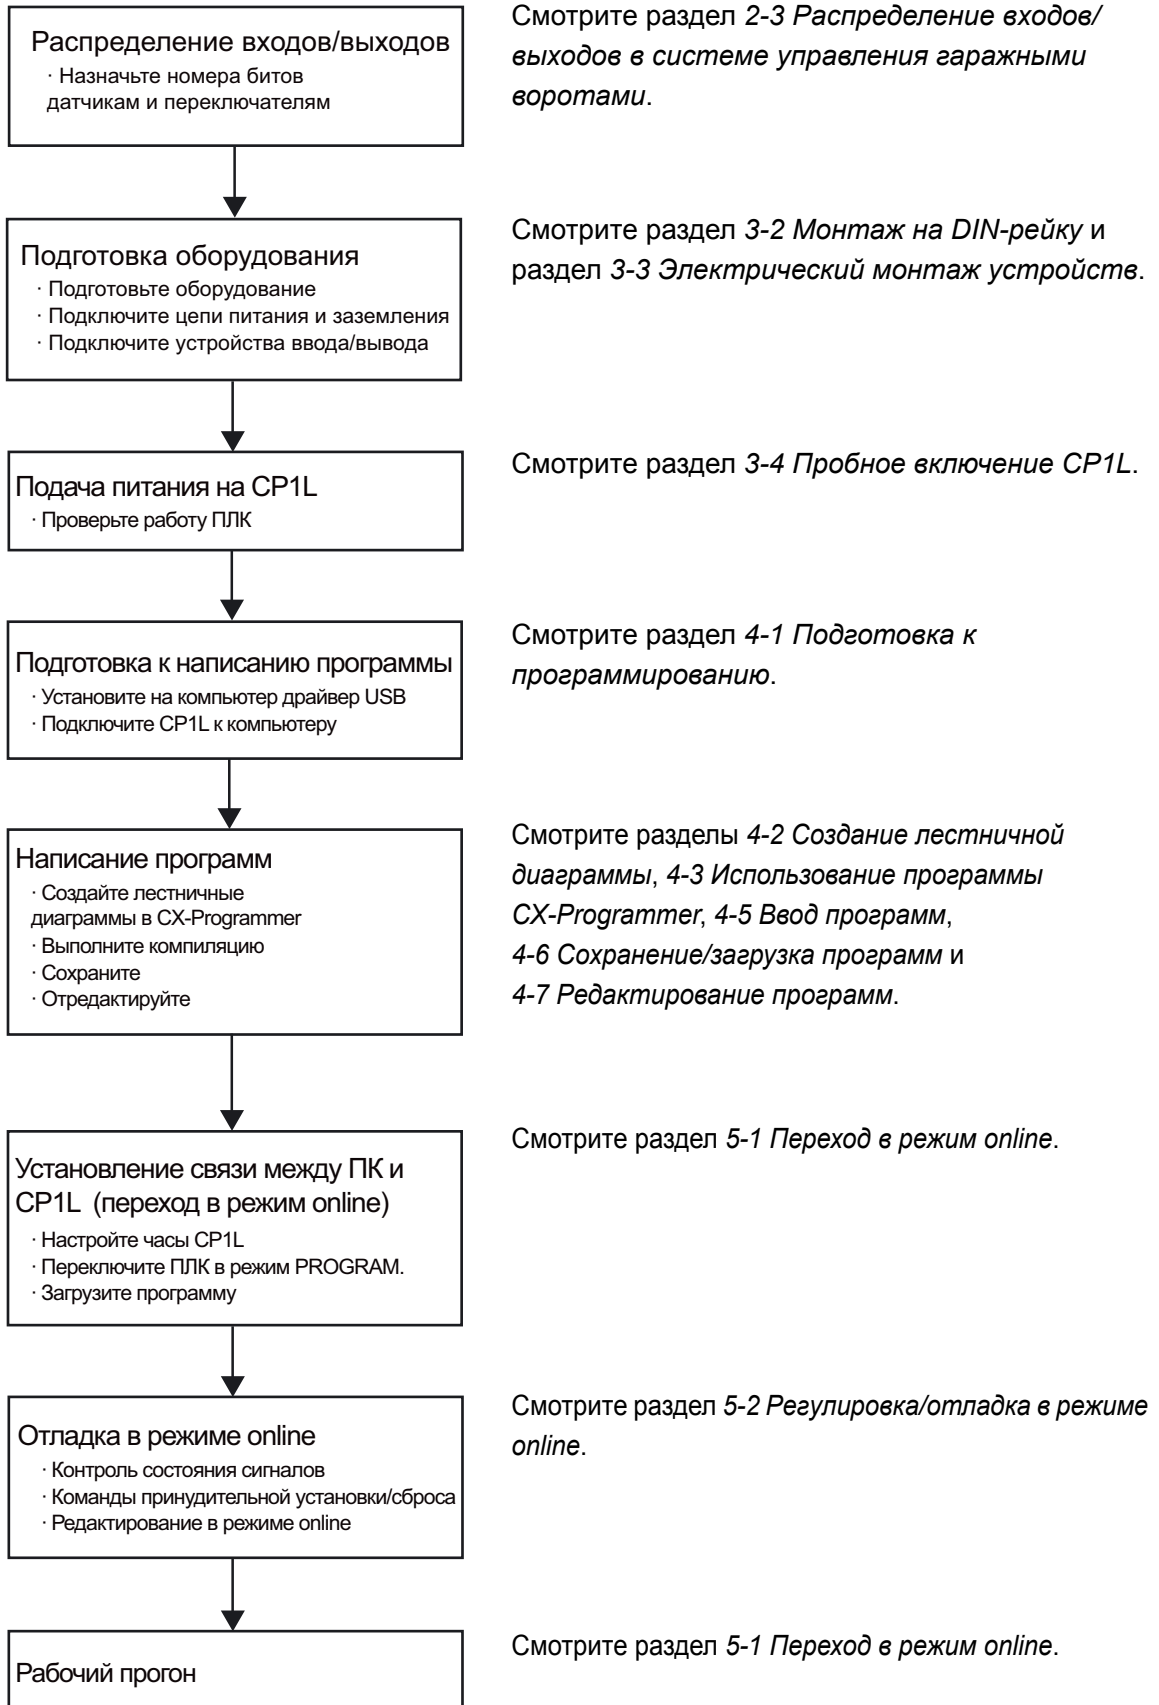 Распределение входов/выходов
· Назначьте номера битов
датчикам и переключателям
Смотрите раздел 2-3 Распределение входов/
выходов в системе управления гаражными
воротами.
Подготовка оборудования
· Подготовьте оборудование
· Подключите цепи питания и заземления
· Подключите устройства ввода/вывода
Смотрите раздел 3-2 Монтаж на DIN-рейку и
раздел 3-3 Электрический монтаж устройств.
Подача питания на CP1L
· Проверьте работу ПЛК
Смотрите раздел 3-4 Пробное включение CP1L.
Подготовка к написанию программы
· Установите на компьютер драйвер USB
· Подключите CP1L к компьютеру
Смотрите раздел 4-1 Подготовка к
программированию.
Написание программ
· Создайте лестничные
диаграммы в CX-Programmer
· Выполните компиляцию
· Сохраните
· Отредактируйте
Смотрите разделы 4-2 Создание лестничной
диаграммы, 4-3 Использование программы
CX-Programmer, 4-5 Ввод программ,
4-6 Сохранение/загрузка программ и
4-7 Редактирование программ.
Установление связи между ПК и
CP1L (переход в режим online)
· Настройте часы CP1L
· Переключите ПЛК в режим PROGRAM.
· Загрузите программу
Смотрите раздел 5-1 Переход в режим online.
Отладка в режиме online
· Контроль состояния сигналов
· Команды принудительной установки/сброса
· Редактирование в режиме online
Смотрите раздел 5-2 Регулировка/отладка в режиме
online.
Рабочий прогон
Смотрите раздел 5-1 Переход в режим online.